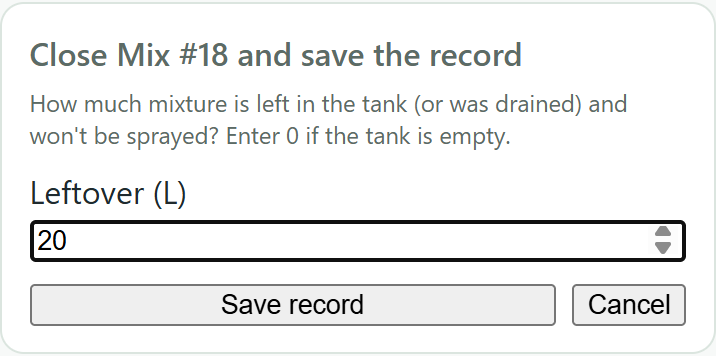 Close Mix #18 and save the record
How much mixture is left in the tank (or was drained) and
won't be sprayed? Enter 0 if the tank is empty.
Leftover (L)
20
Save record
Cancel